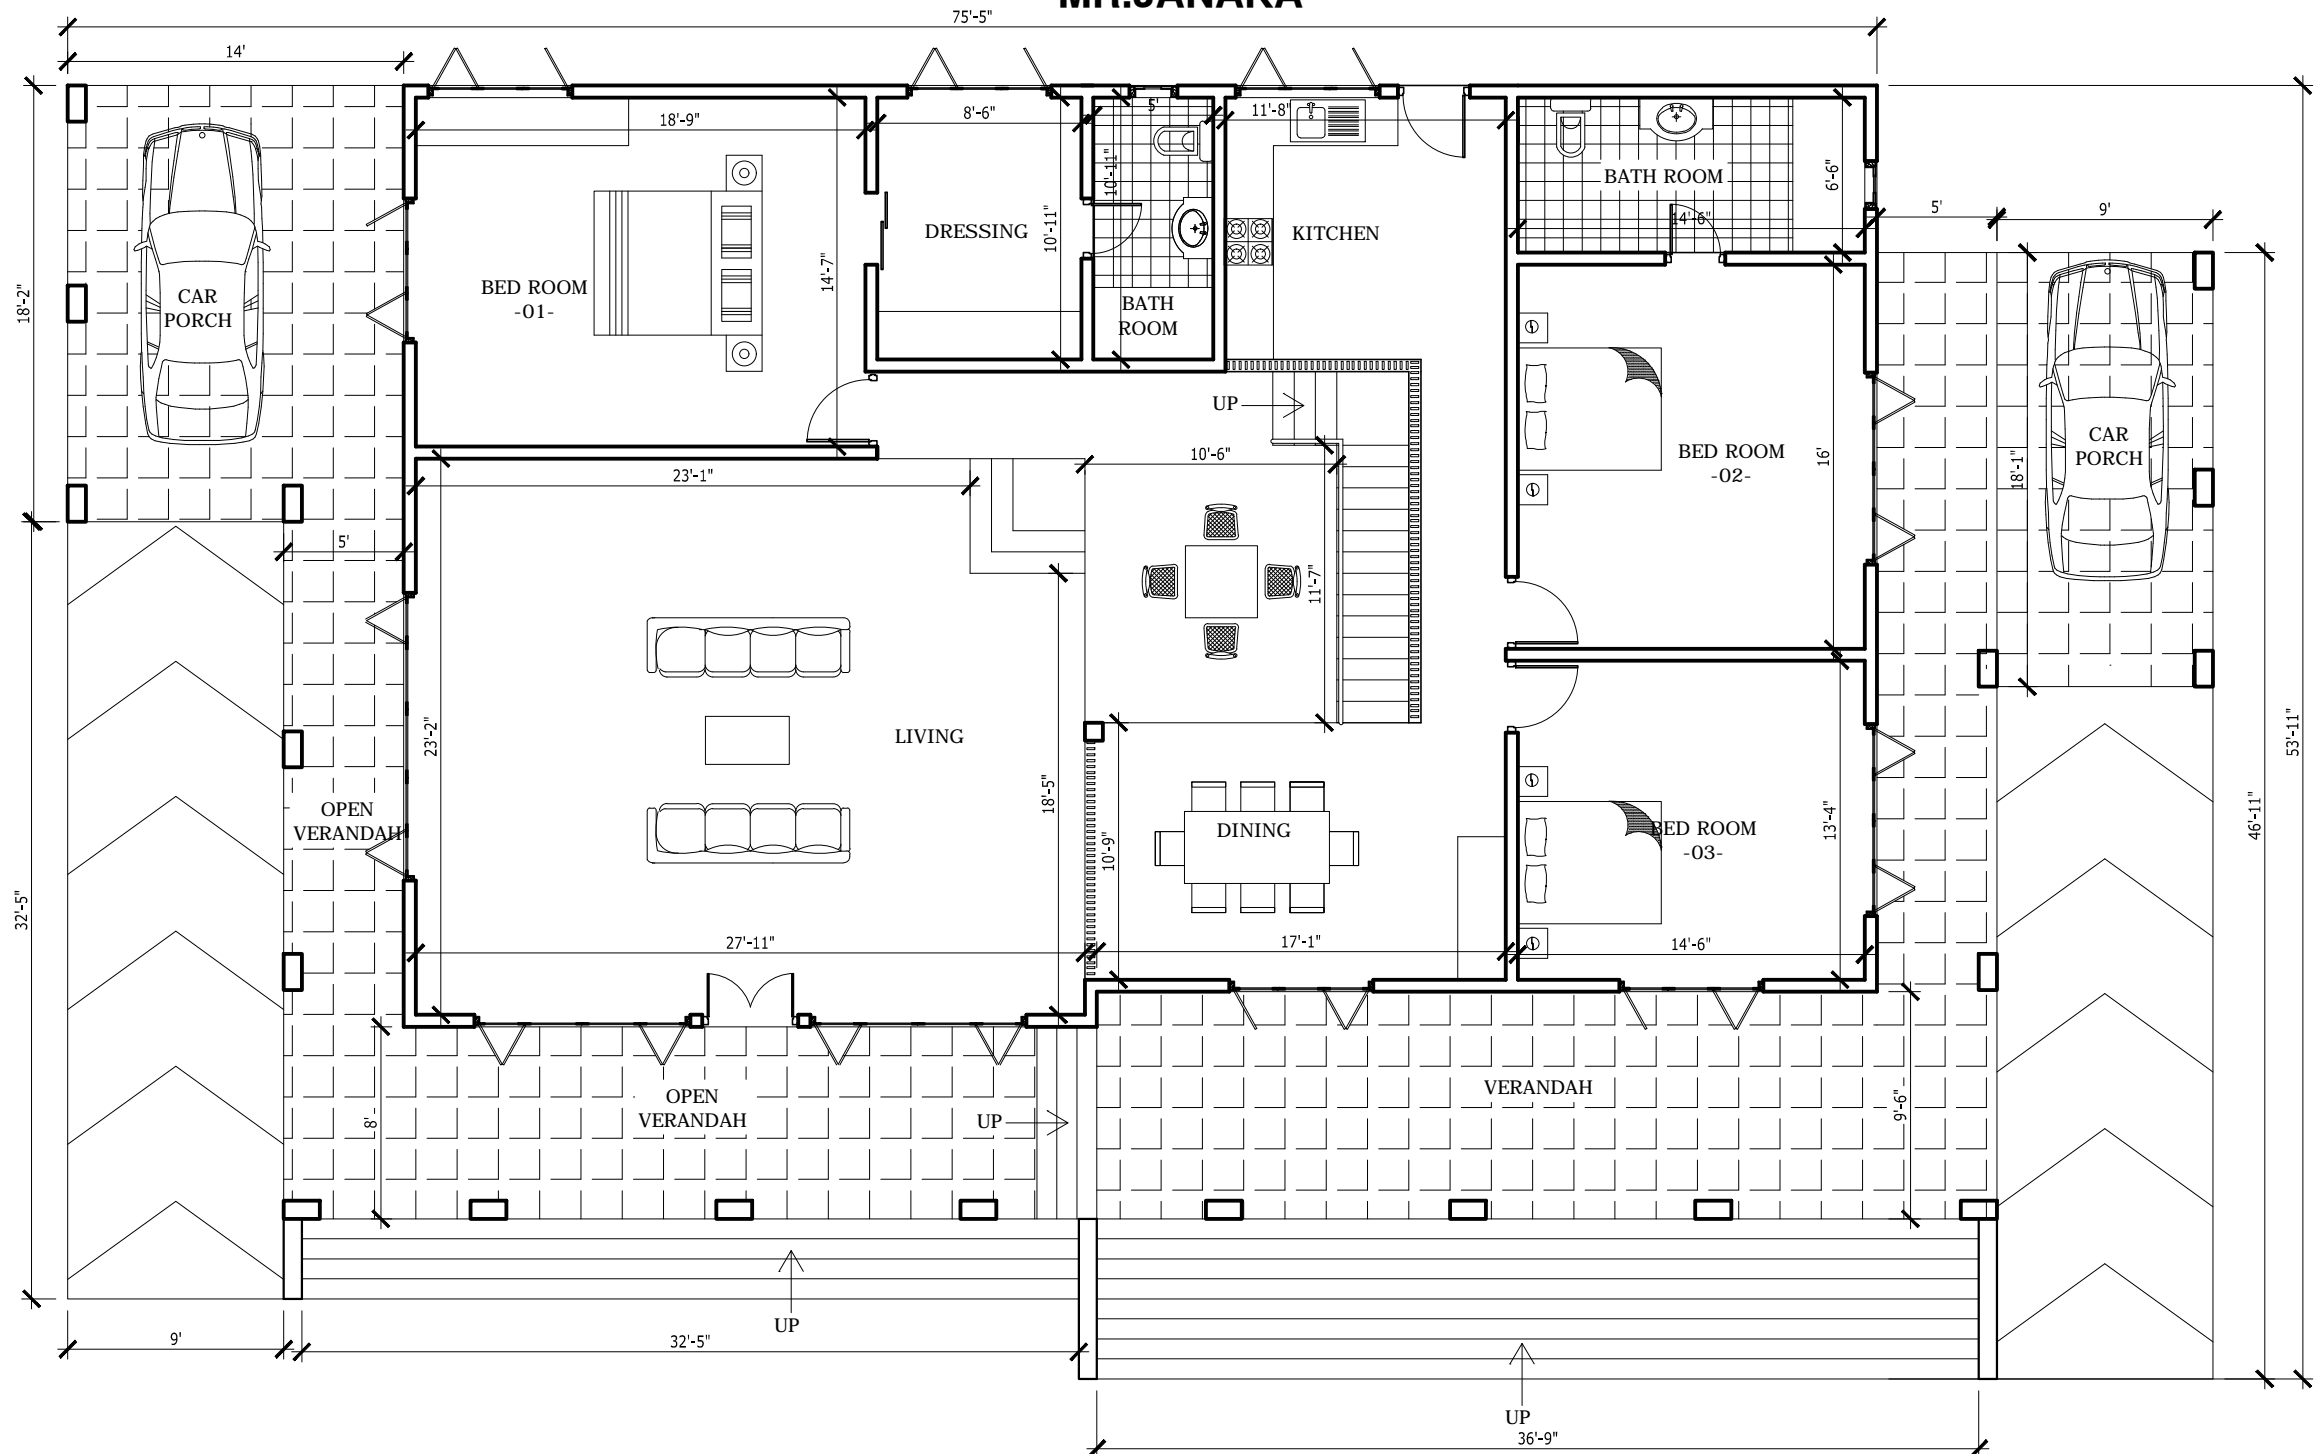 MR.JANAKA
75'-5"
14'
18'-9"
8'-6"
5'
11'-8"
10'-11"
BATH ROOM
6'-6"
14'-6"
5'
9'
DRESSING
10'-11"
KITCHEN
14'-7"
BED ROOM
-01-
CAR
PORCH
18'-2"
BATH
ROOM
UP
10'-6"
23'-1"
BED ROOM
-02-
16'
18'-1"
CAR
PORCH
5'
11'-7"
23'-2"
LIVING
18'-5"
53'-11"
OPEN
VERANDAH
10'-9"
DINING
BED ROOM
-03-
13'-4"
46'-11"
32'-5"
27'-11"
17'-1"
14'-6"
OPEN
VERANDAH
8'
UP
VERANDAH
9'-6"
UP
9'
32'-5"
UP
36'-9"